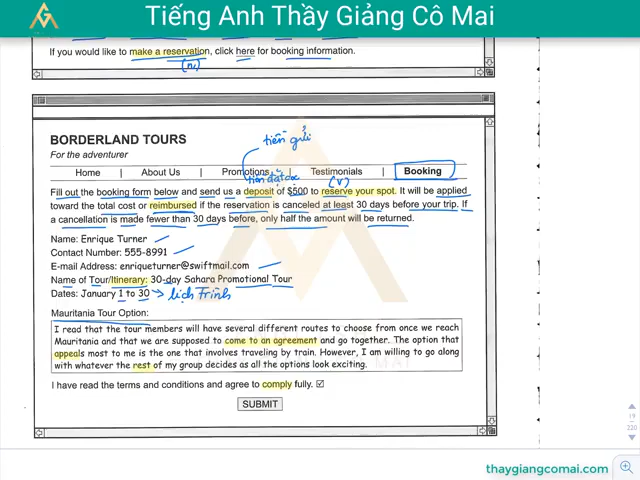 Tiếng Anh Thầy Giảng Cô Mai
If you would like to make a reservation, click here for booking information.
(n)
BORDERLAND TOURS
For the adventurer
tiền gửi
Home | About Us | Promotions | Testimonials | Booking
tiền đặt cọc
(v)
Fill out the booking form below and send us a deposit of $500 to reserve your spot. It will be applied
toward the total cost or reimbursed if the reservation is canceled at least 30 days before your trip. If
a cancellation is made fewer than 30 days before, only half the amount will be returned.
Name: Enrique Turner
Contact Number: 555-8991
E-mail Address: enriqueturner@swiftmail.com
Name of Tour/Itinerary: 30-day Sahara Promotional Tour
Dates: January 1 to 30 → lịch trình
Mauritania Tour Option:
I read that the tour members will have several different routes to choose from once we reach
Mauritania and that we are supposed to come to an agreement and go together. The option that
appeals most to me is the one that involves traveling by train. However, I am willing to go along
with whatever the rest of my group decides as all the options look exciting.
I have read the terms and conditions and agree to comply fully. ☑
SUBMIT
19
220
thaygiangcomai.com